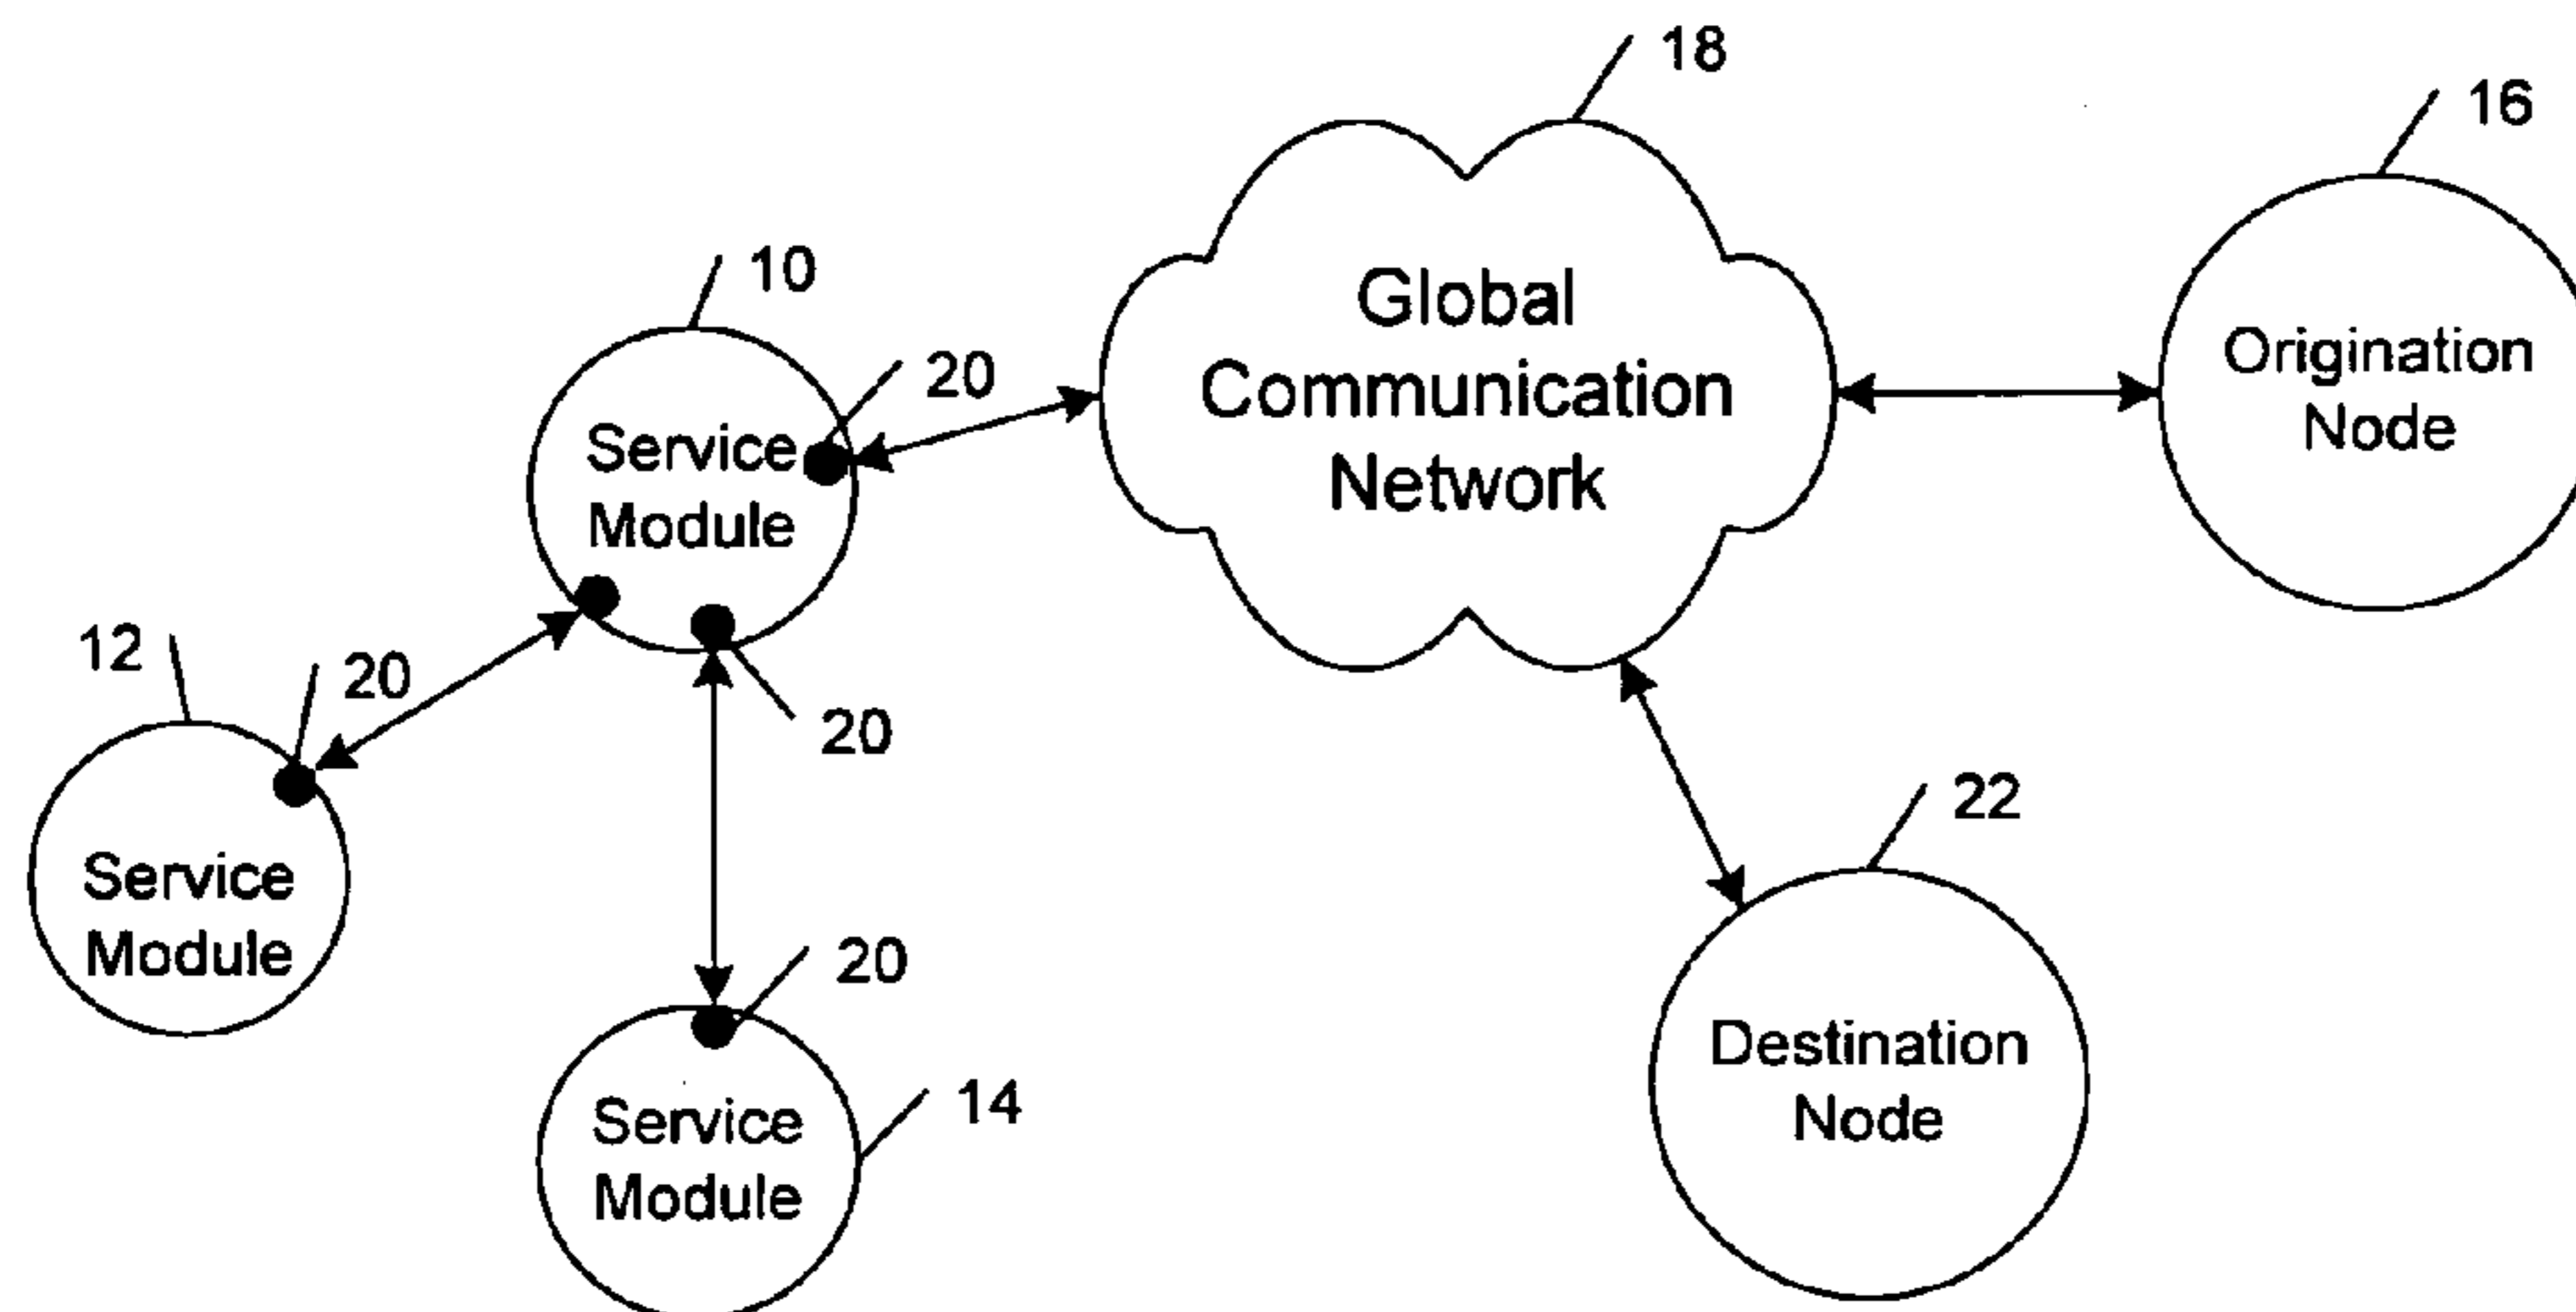 18
16
10
Global
Communication
Network
Origination
Node
20
Service
Module
12
20
20
22
Service
Module
20
14
Service
Module
Destination
Node